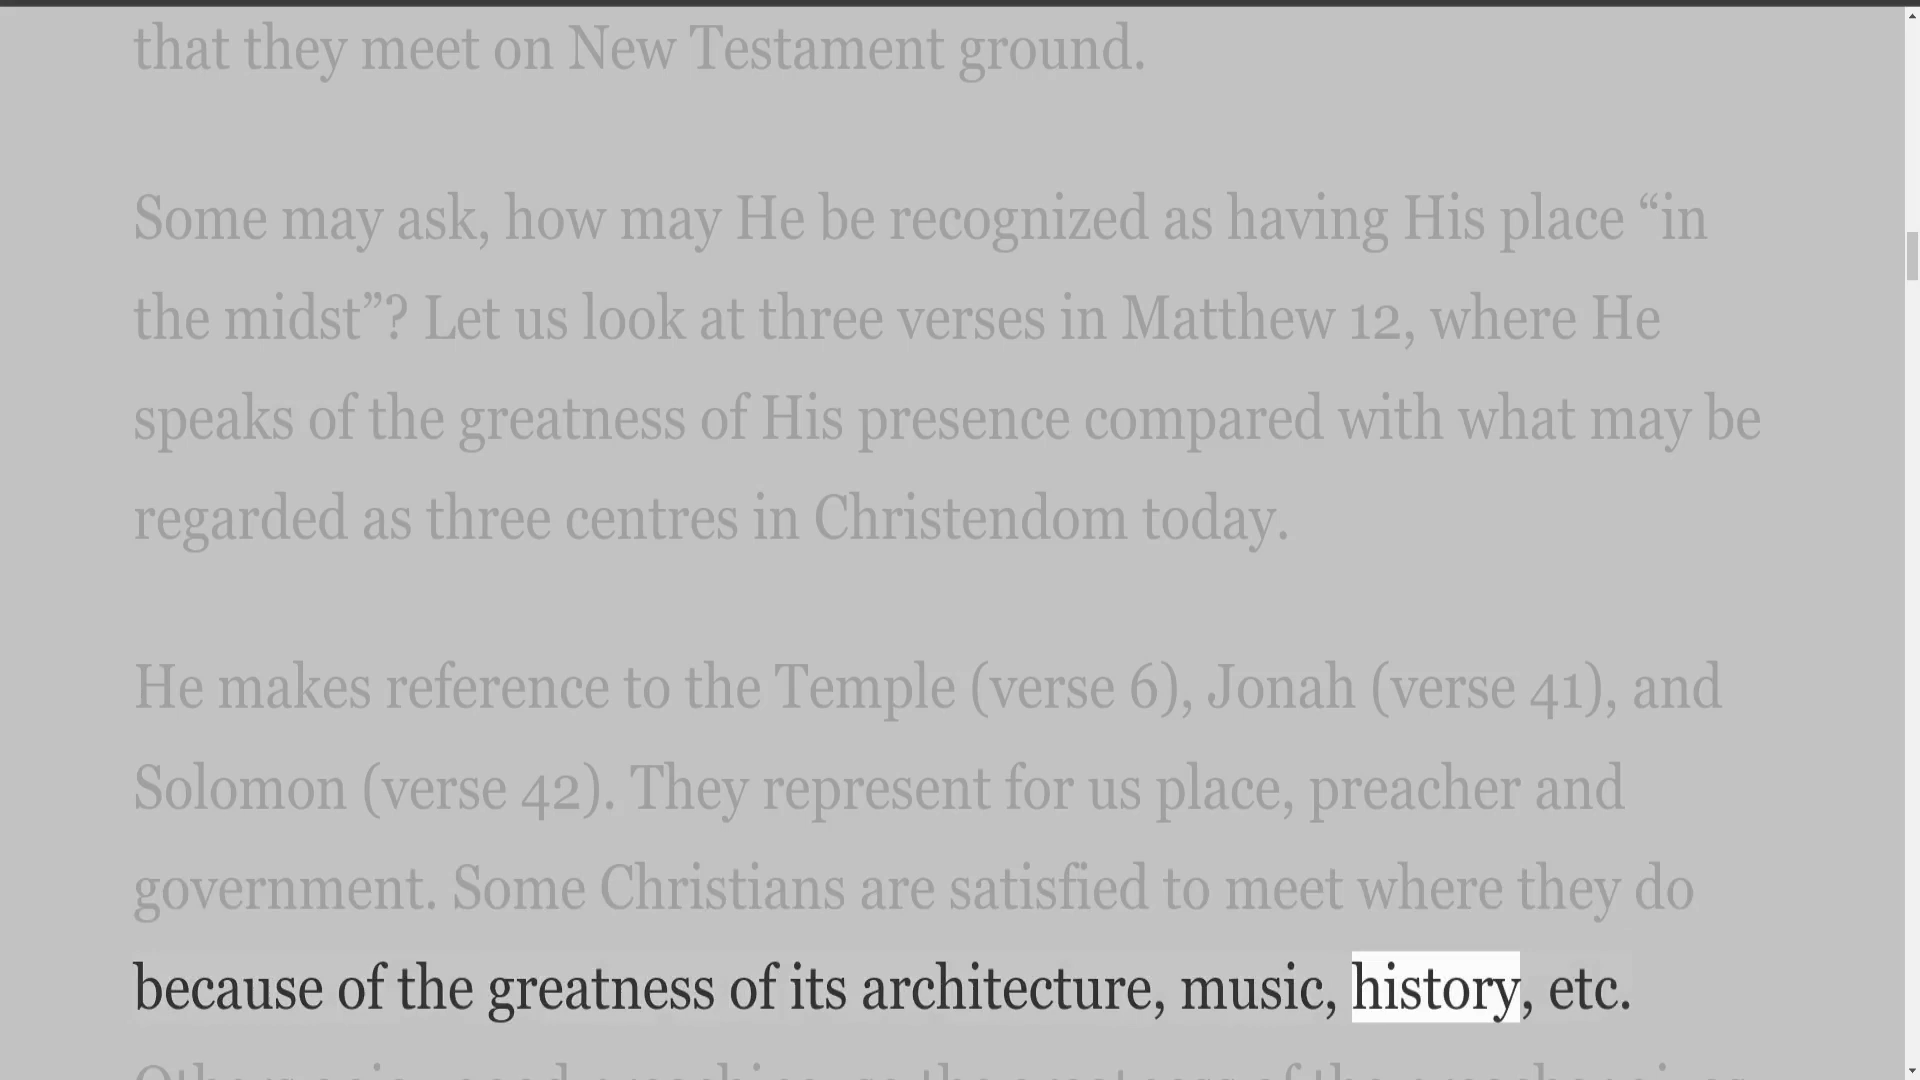 that they meet on New Testament ground.
Some may ask, how may He be recognized as having His place “in
the midst”? Let us look at three verses in Matthew 12, where He
speaks of the greatness of His presence compared with what may be
regarded as three centres in Christendom today.
He makes reference to the Temple (verse 6), Jonah (verse 41), and
Solomon (verse 42). They represent for us place, preacher and
government. Some Christians are satisfied to meet where they do
because of the greatness of its architecture, music, history, etc.